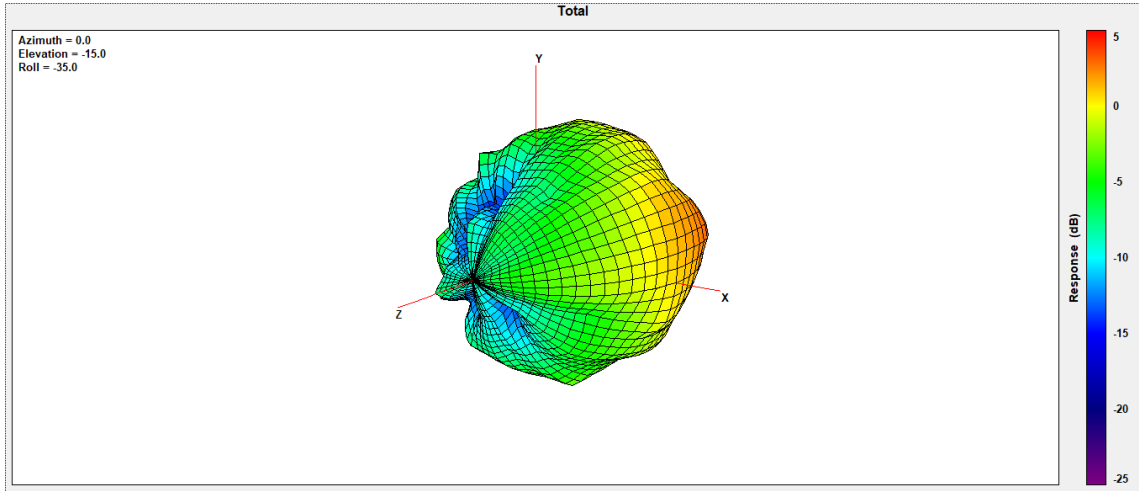 Total
Azimuth = 0.0
Elevation = -15.0
Roll = -35.0
Y
X
Z
5
0
-5
-10
-15
-20
-25
Response (dB)